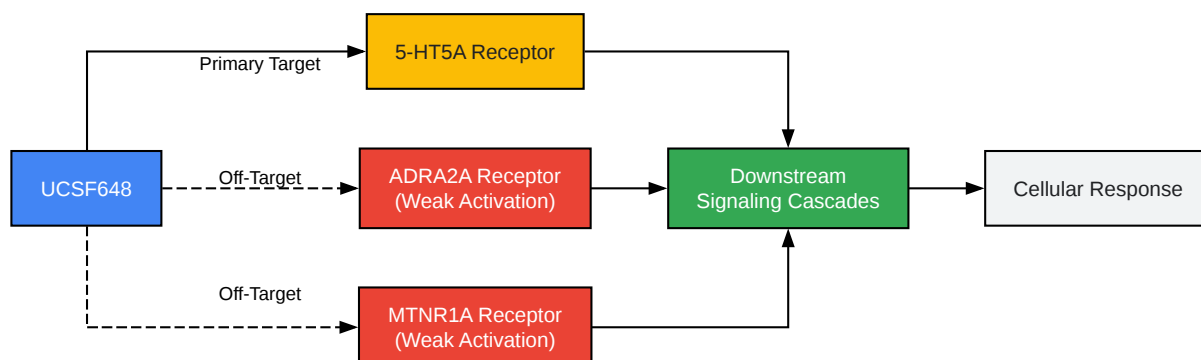 5-HT5A Receptor
Primary Target
UCSF648
Off-Target
ADRA2A Receptor
(Weak Activation)
Downstream
Signaling Cascades
Cellular Response
Off-Target
MTNR1A Receptor
(Weak Activation)